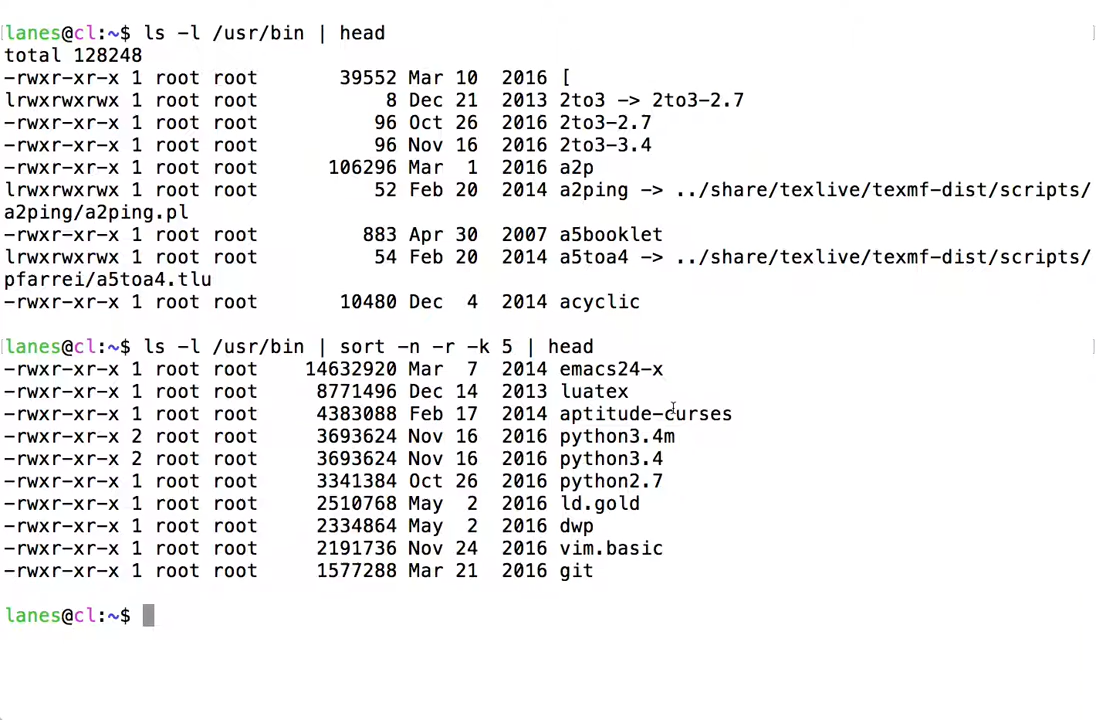 lanes@cl:~$ ls -l /usr/bin | head
total 128248
-rwxr-xr-x 1 root root       39552 Mar 10  2016 [
lrwxrwxrwx 1 root root           8 Dec 21  2013 2to3 -> 2to3-2.7
-rwxr-xr-x 1 root root          96 Oct 26  2016 2to3-2.7
-rwxr-xr-x 1 root root          96 Nov 16  2016 2to3-3.4
-rwxr-xr-x 1 root root      106296 Mar  1  2016 a2p
lrwxrwxrwx 1 root root          52 Feb 20  2014 a2ping -> ../share/texlive/texmf-dist/scripts/
a2ping/a2ping.pl
-rwxr-xr-x 1 root root         883 Apr 30  2007 a5booklet
lrwxrwxrwx 1 root root          54 Feb 20  2014 a5toa4 -> ../share/texlive/texmf-dist/scripts/
pfarrei/a5toa4.tlu
-rwxr-xr-x 1 root root       10480 Dec  4  2014 acyclic
lanes@cl:~$ ls -l /usr/bin | sort -n -r -k 5 | head
-rwxr-xr-x 1 root root    14632920 Mar  7  2014 emacs24-x
-rwxr-xr-x 1 root root     8771496 Dec 14  2013 luatex
-rwxr-xr-x 1 root root     4383088 Feb 17  2014 aptitude-curses
-rwxr-xr-x 2 root root     3693624 Nov 16  2016 python3.4m
-rwxr-xr-x 2 root root     3693624 Nov 16  2016 python3.4
-rwxr-xr-x 1 root root     3341384 Oct 26  2016 python2.7
-rwxr-xr-x 1 root root     2510768 May  2  2016 ld.gold
-rwxr-xr-x 1 root root     2334864 May  2  2016 dwp
-rwxr-xr-x 1 root root     2191736 Nov 24  2016 vim.basic
-rwxr-xr-x 1 root root     1577288 Mar 21  2016 git
lanes@cl:~$